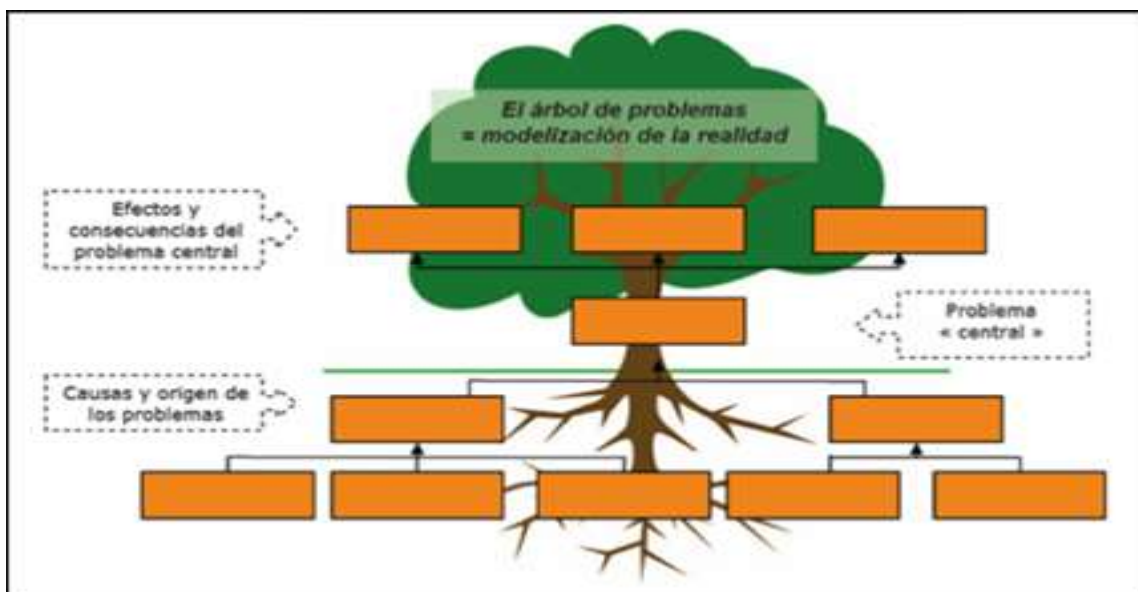 El árbol de problemas
= modelización de la realidad
Efectos y
consecuencias del
problema central
Problema
« central »
Causas y origen de
los problemas